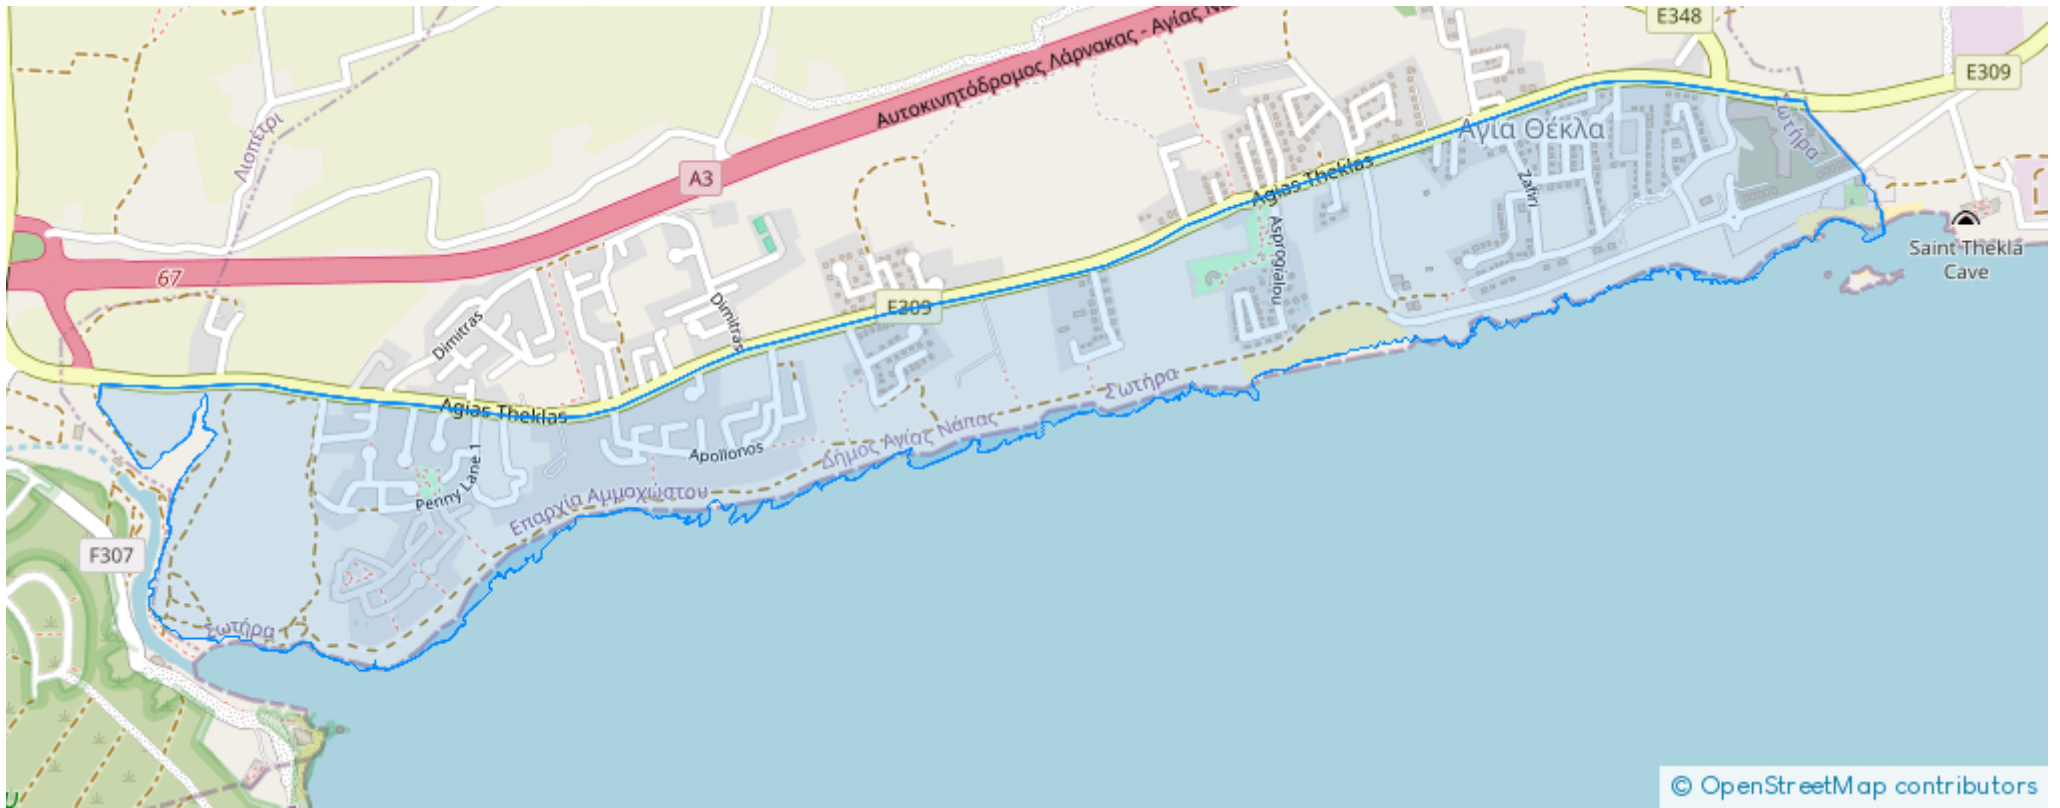 E348
E309
Αυτοκινητόδρομος Λάρνακας - Αγίας
Λιοπέτρι
Αγία Θέκλα
Σωτήρα
A3
Agias Theklas
Zafiri
Asprogialou
Saint Thekla
Cave
67
Dimitras
Dimitras
E309
Agias Theklas
Σωτήρα
Δήμος Αγίας Νάπας
Apollonos
Penny Lane 1
Επαρχία Αμμοχώστου
F307
Σωτήρα
© OpenStreetMap contributors